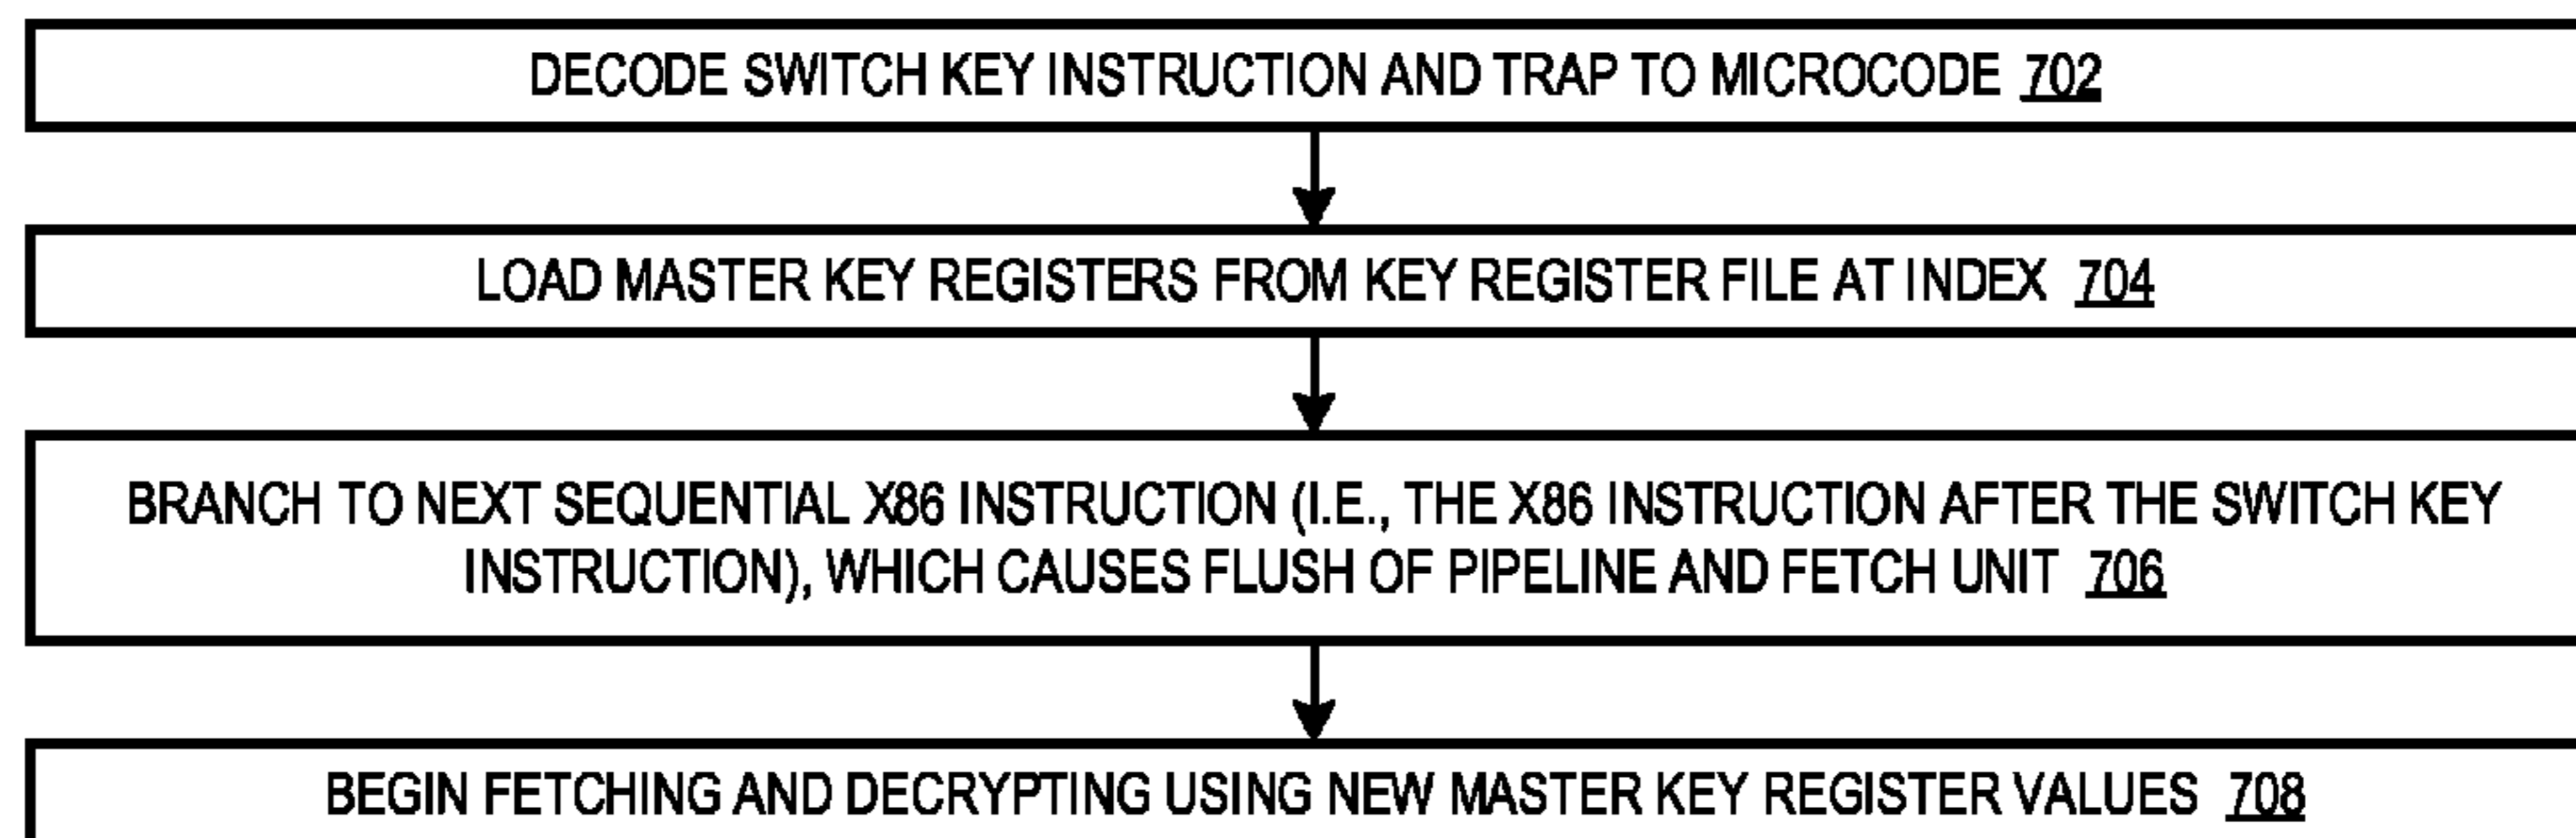 DECODE SWITCH KEY INSTRUCTION AND TRAP TO MICROCODE 702
LOAD MASTER KEY REGISTERS FROM KEY REGISTER FILE AT INDEX 704
BRANCH TO NEXT SEQUENTIAL X86 INSTRUCTION (I.E., THE X86 INSTRUCTION AFTER THE SWITCH KEY
INSTRUCTION), WHICH CAUSES FLUSH OF PIPELINE AND FETCH UNIT 706
BEGIN FETCHING AND DECRYPTING USING NEW MASTER KEY REGISTER VALUES 708